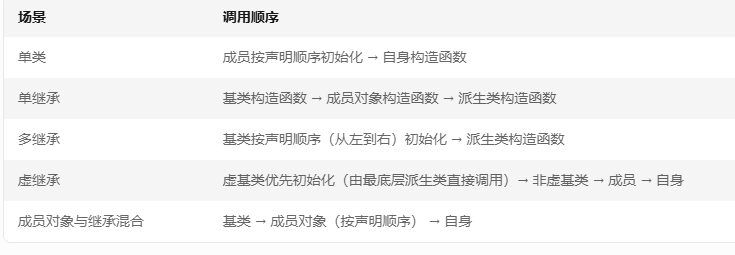 场景 调用顺序
单类 成员按声明顺序初始化 → 自身构造函数
单继承 基类构造函数 → 成员对象构造函数 → 派生类构造函数
多继承 基类按声明顺序（从左到右）初始化 → 派生类构造函数
虚继承 虚基类优先初始化（由最底层派生类直接调用）→ 非虚基类 → 成员 → 自身
成员对象与继承混合 基类 → 成员对象（按声明顺序） → 自身